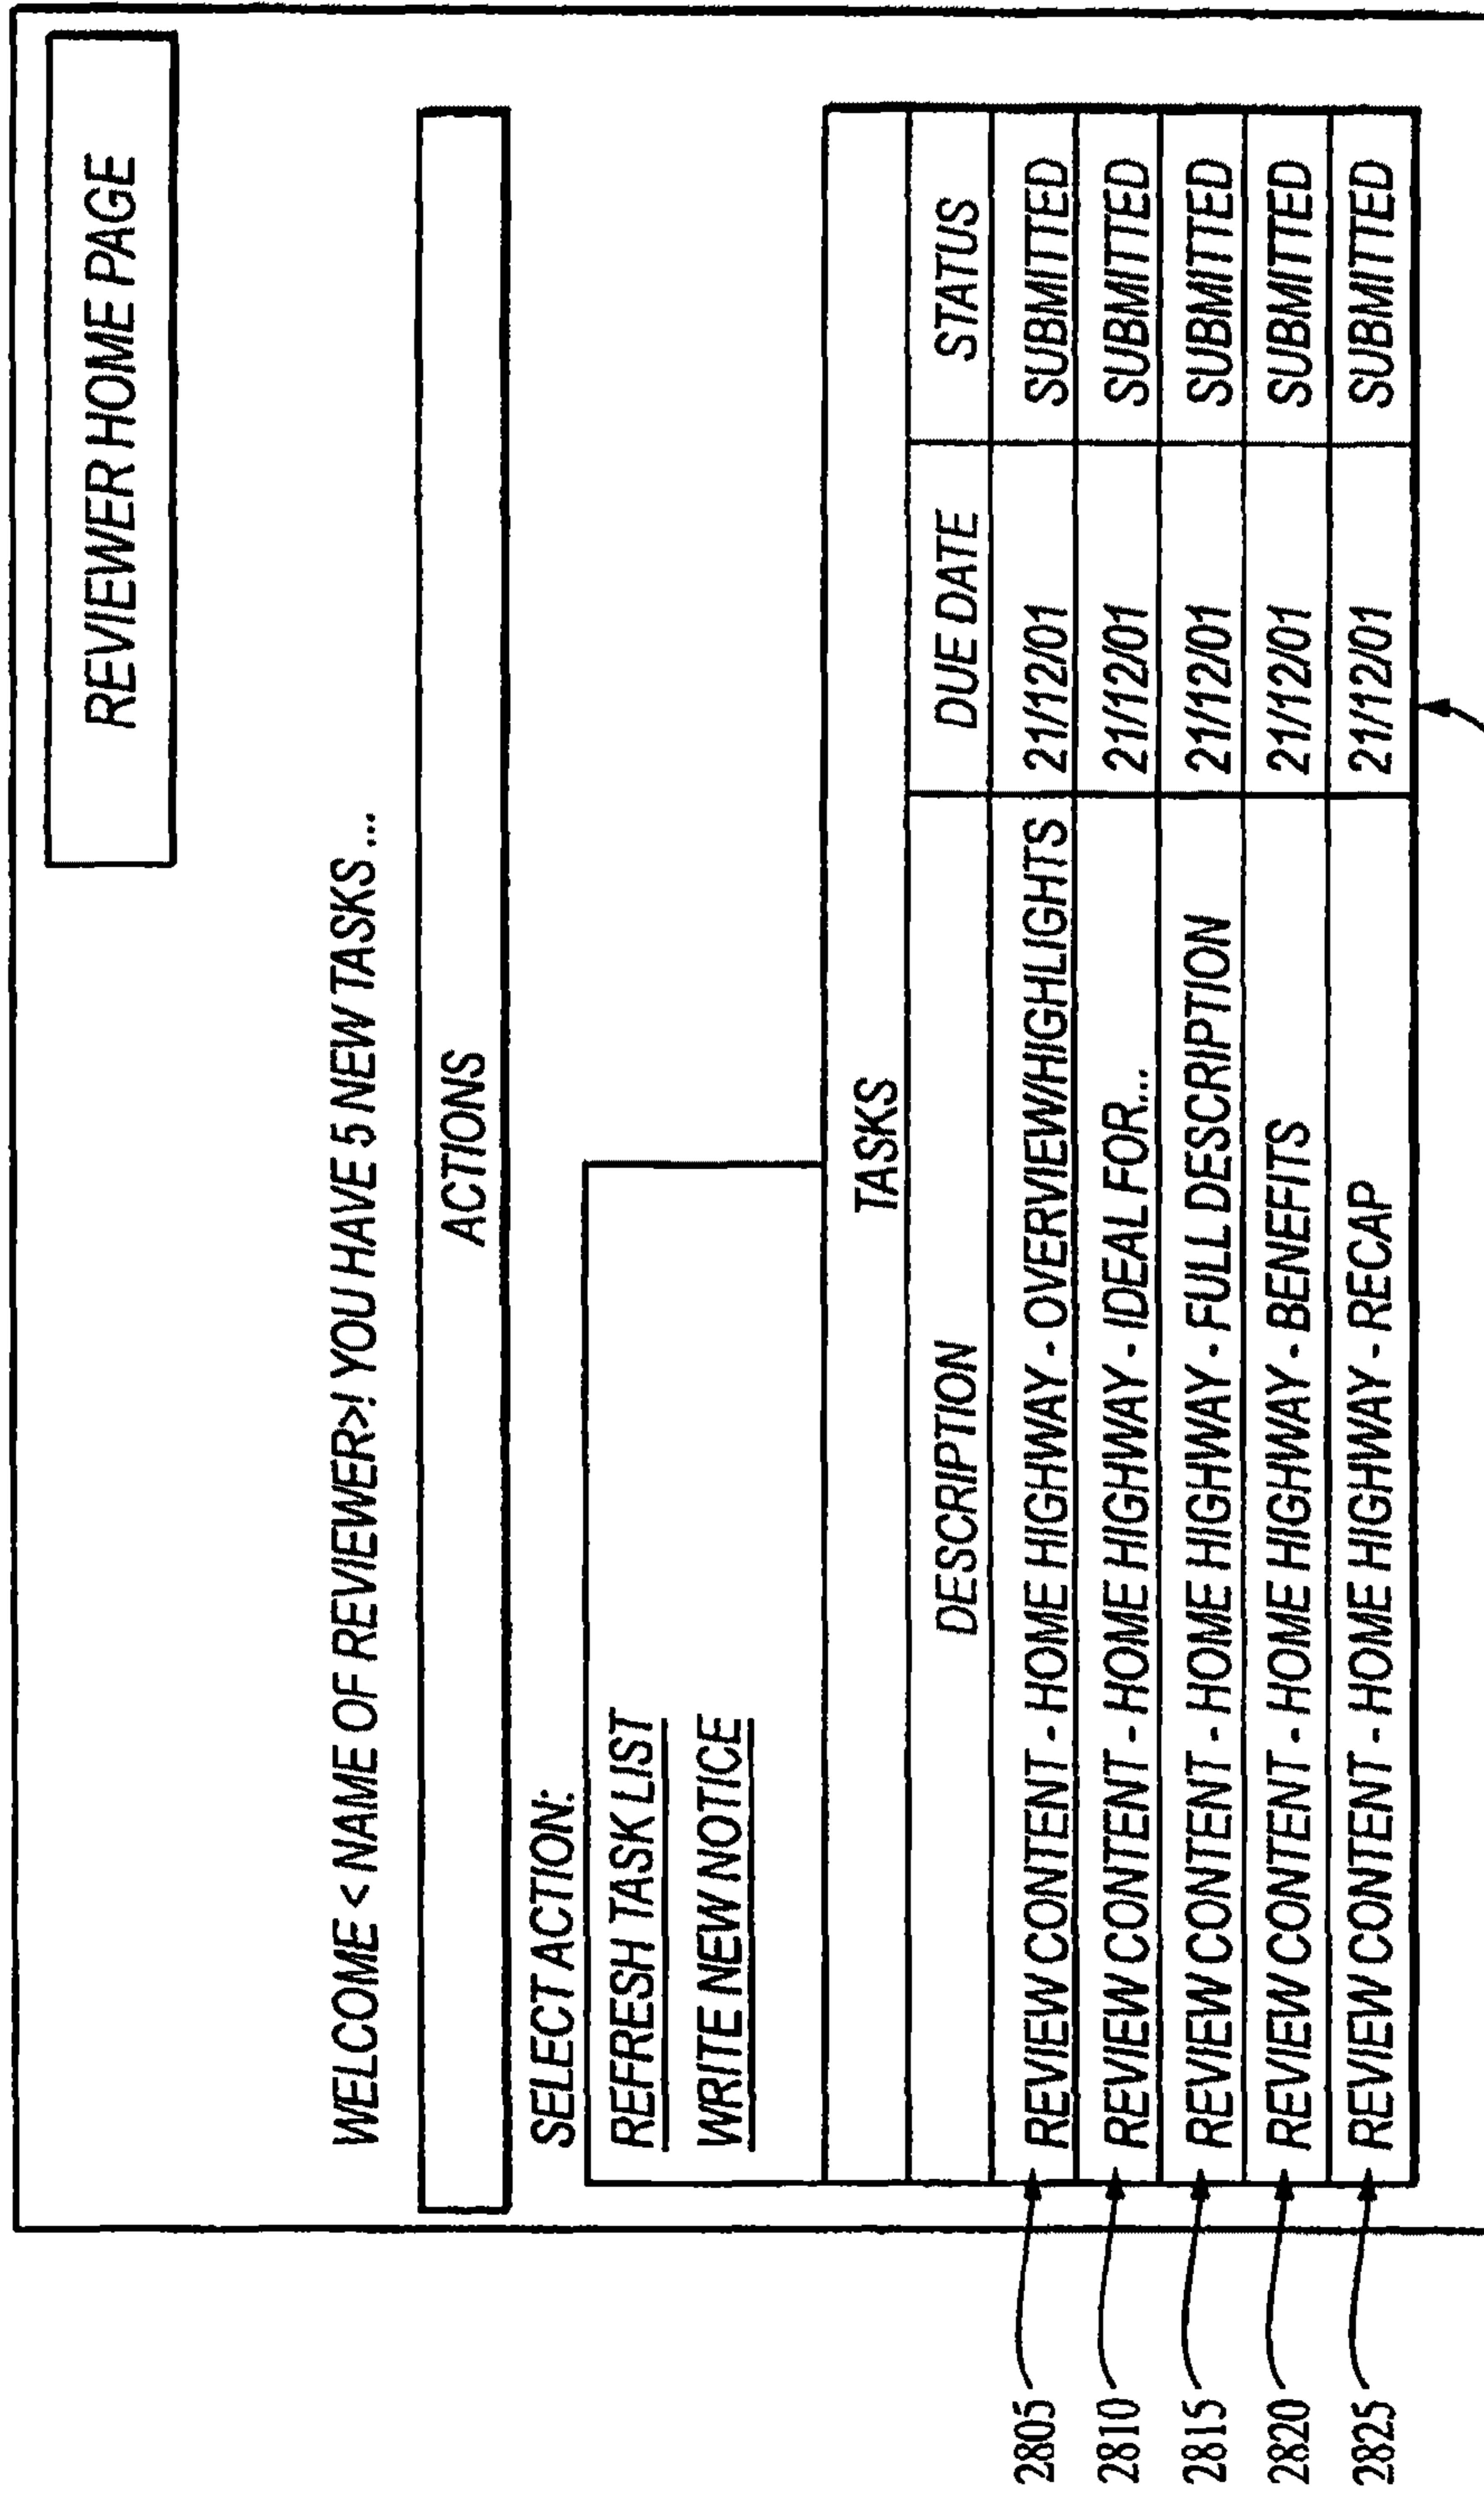 REVIEWER HOME PAGE
WELCOME < NAME OF REVIEWER>! YOU HAVE 5 NEW TASKS...
ACTIONS
SELECT ACTION:
REFRESH TASK LIST
WRITE NEW NOTICE
TASKS
DESCRIPTION DUE DATE STATUS
2805 REVIEW CONTENT - HOME HIGHWAY - OVERVIEW/HIGHLIGHTS 21/12/01 SUBMITTED
2810 REVIEW CONTENT - HOME HIGHWAY - IDEAL FOR... 21/12/01 SUBMITTED
2815 REVIEW CONTENT - HOME HIGHWAY - FULL DESCRIPTION 21/12/01 SUBMITTED
2820 REVIEW CONTENT - HOME HIGHWAY - BENEFITS 21/12/01 SUBMITTED
2825 REVIEW CONTENT - HOME HIGHWAY - RECAP 21/12/01 SUBMITTED